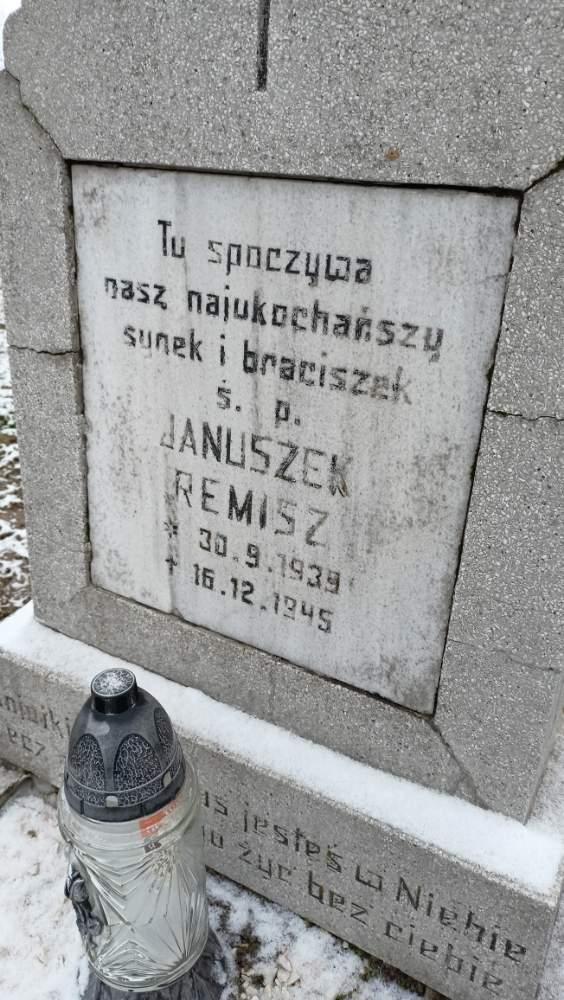 Tu spoczywa
nasz najukochańszy
synek i braciszek
ś. p.
JANUSZEK
REMISZ
* 30.9.1939
† 16.12.1945
jesteś w Niebie
żyć bez ciebie